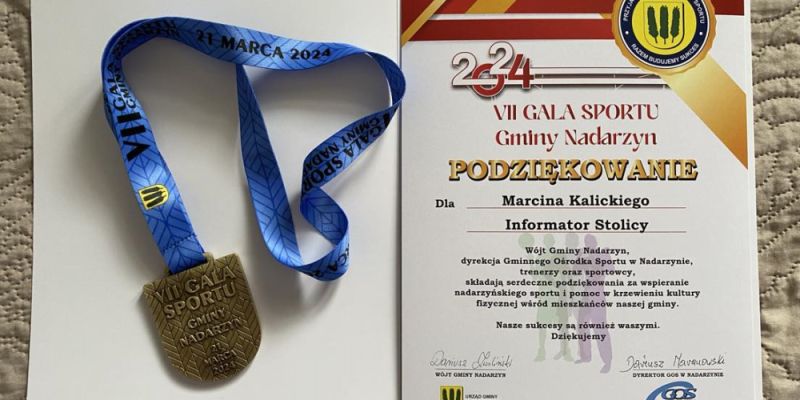 21 MARCA 2024
VII GALA SPORTU
GMINY NADARZYN
VII GALA
SPORTU
GMINY
NADARZYN
21
MARCA
2024
SPORTU
RAZEM BUDUJEMY SUKCES
2024
VII GALA SPORTU
Gminy Nadarzyn
PODZIĘKOWANIE
Dla Marcina Kalickiego
Informator Stolicy
Wójt Gminy Nadarzyn,
dyrekcja Gminnego Ośrodka Sportu w Nadarzynie,
trenerzy oraz sportowcy,
składają serdeczne podziękowania za wspieranie
nadarzyńskiego sportu i pomoc w krzewieniu kultury
fizycznej wśród mieszkańców naszej gminy.
Nasze sukcesy są również waszymi.
Dziękujemy
WÓJT GMINY NADARZYN
DYREKTOR GOS W NADARZYNIE
URZĄD GMINY
GOS